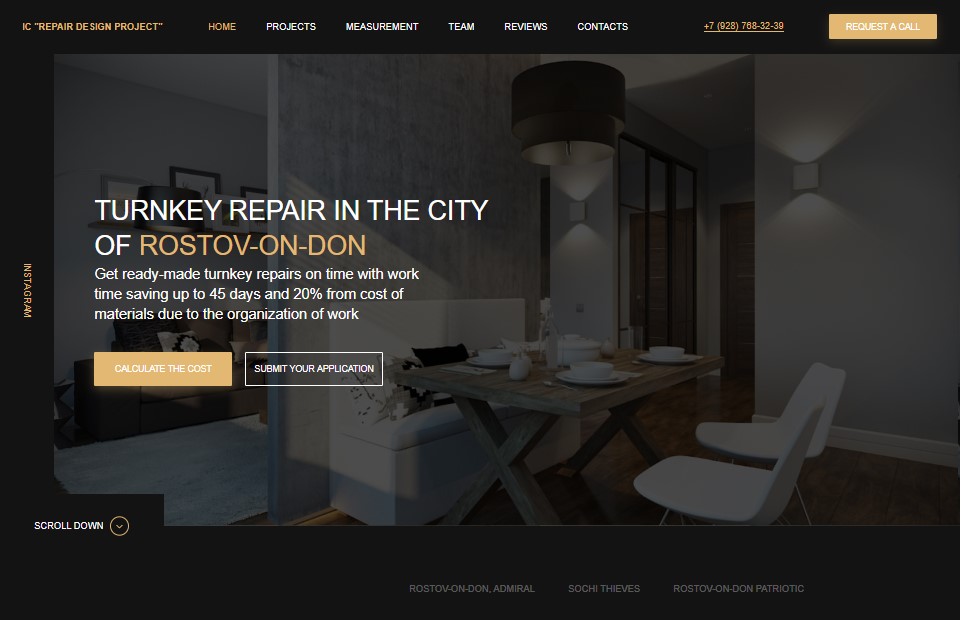 IC "REPAIR DESIGN PROJECT"
HOME
PROJECTS
MEASUREMENT
TEAM
REVIEWS
CONTACTS
+7 (928) 768-32-39
REQUEST A CALL
TURNKEY REPAIR IN THE CITY
OF ROSTOV-ON-DON
Get ready-made turnkey repairs on time with work
time saving up to 45 days and 20% from cost of
materials due to the organization of work
CALCULATE THE COST
SUBMIT YOUR APPLICATION
INSTAGRAM
SCROLL DOWN
ROSTOV-ON-DON, ADMIRAL
SOCHI THIEVES
ROSTOV-ON-DON PATRIOTIC